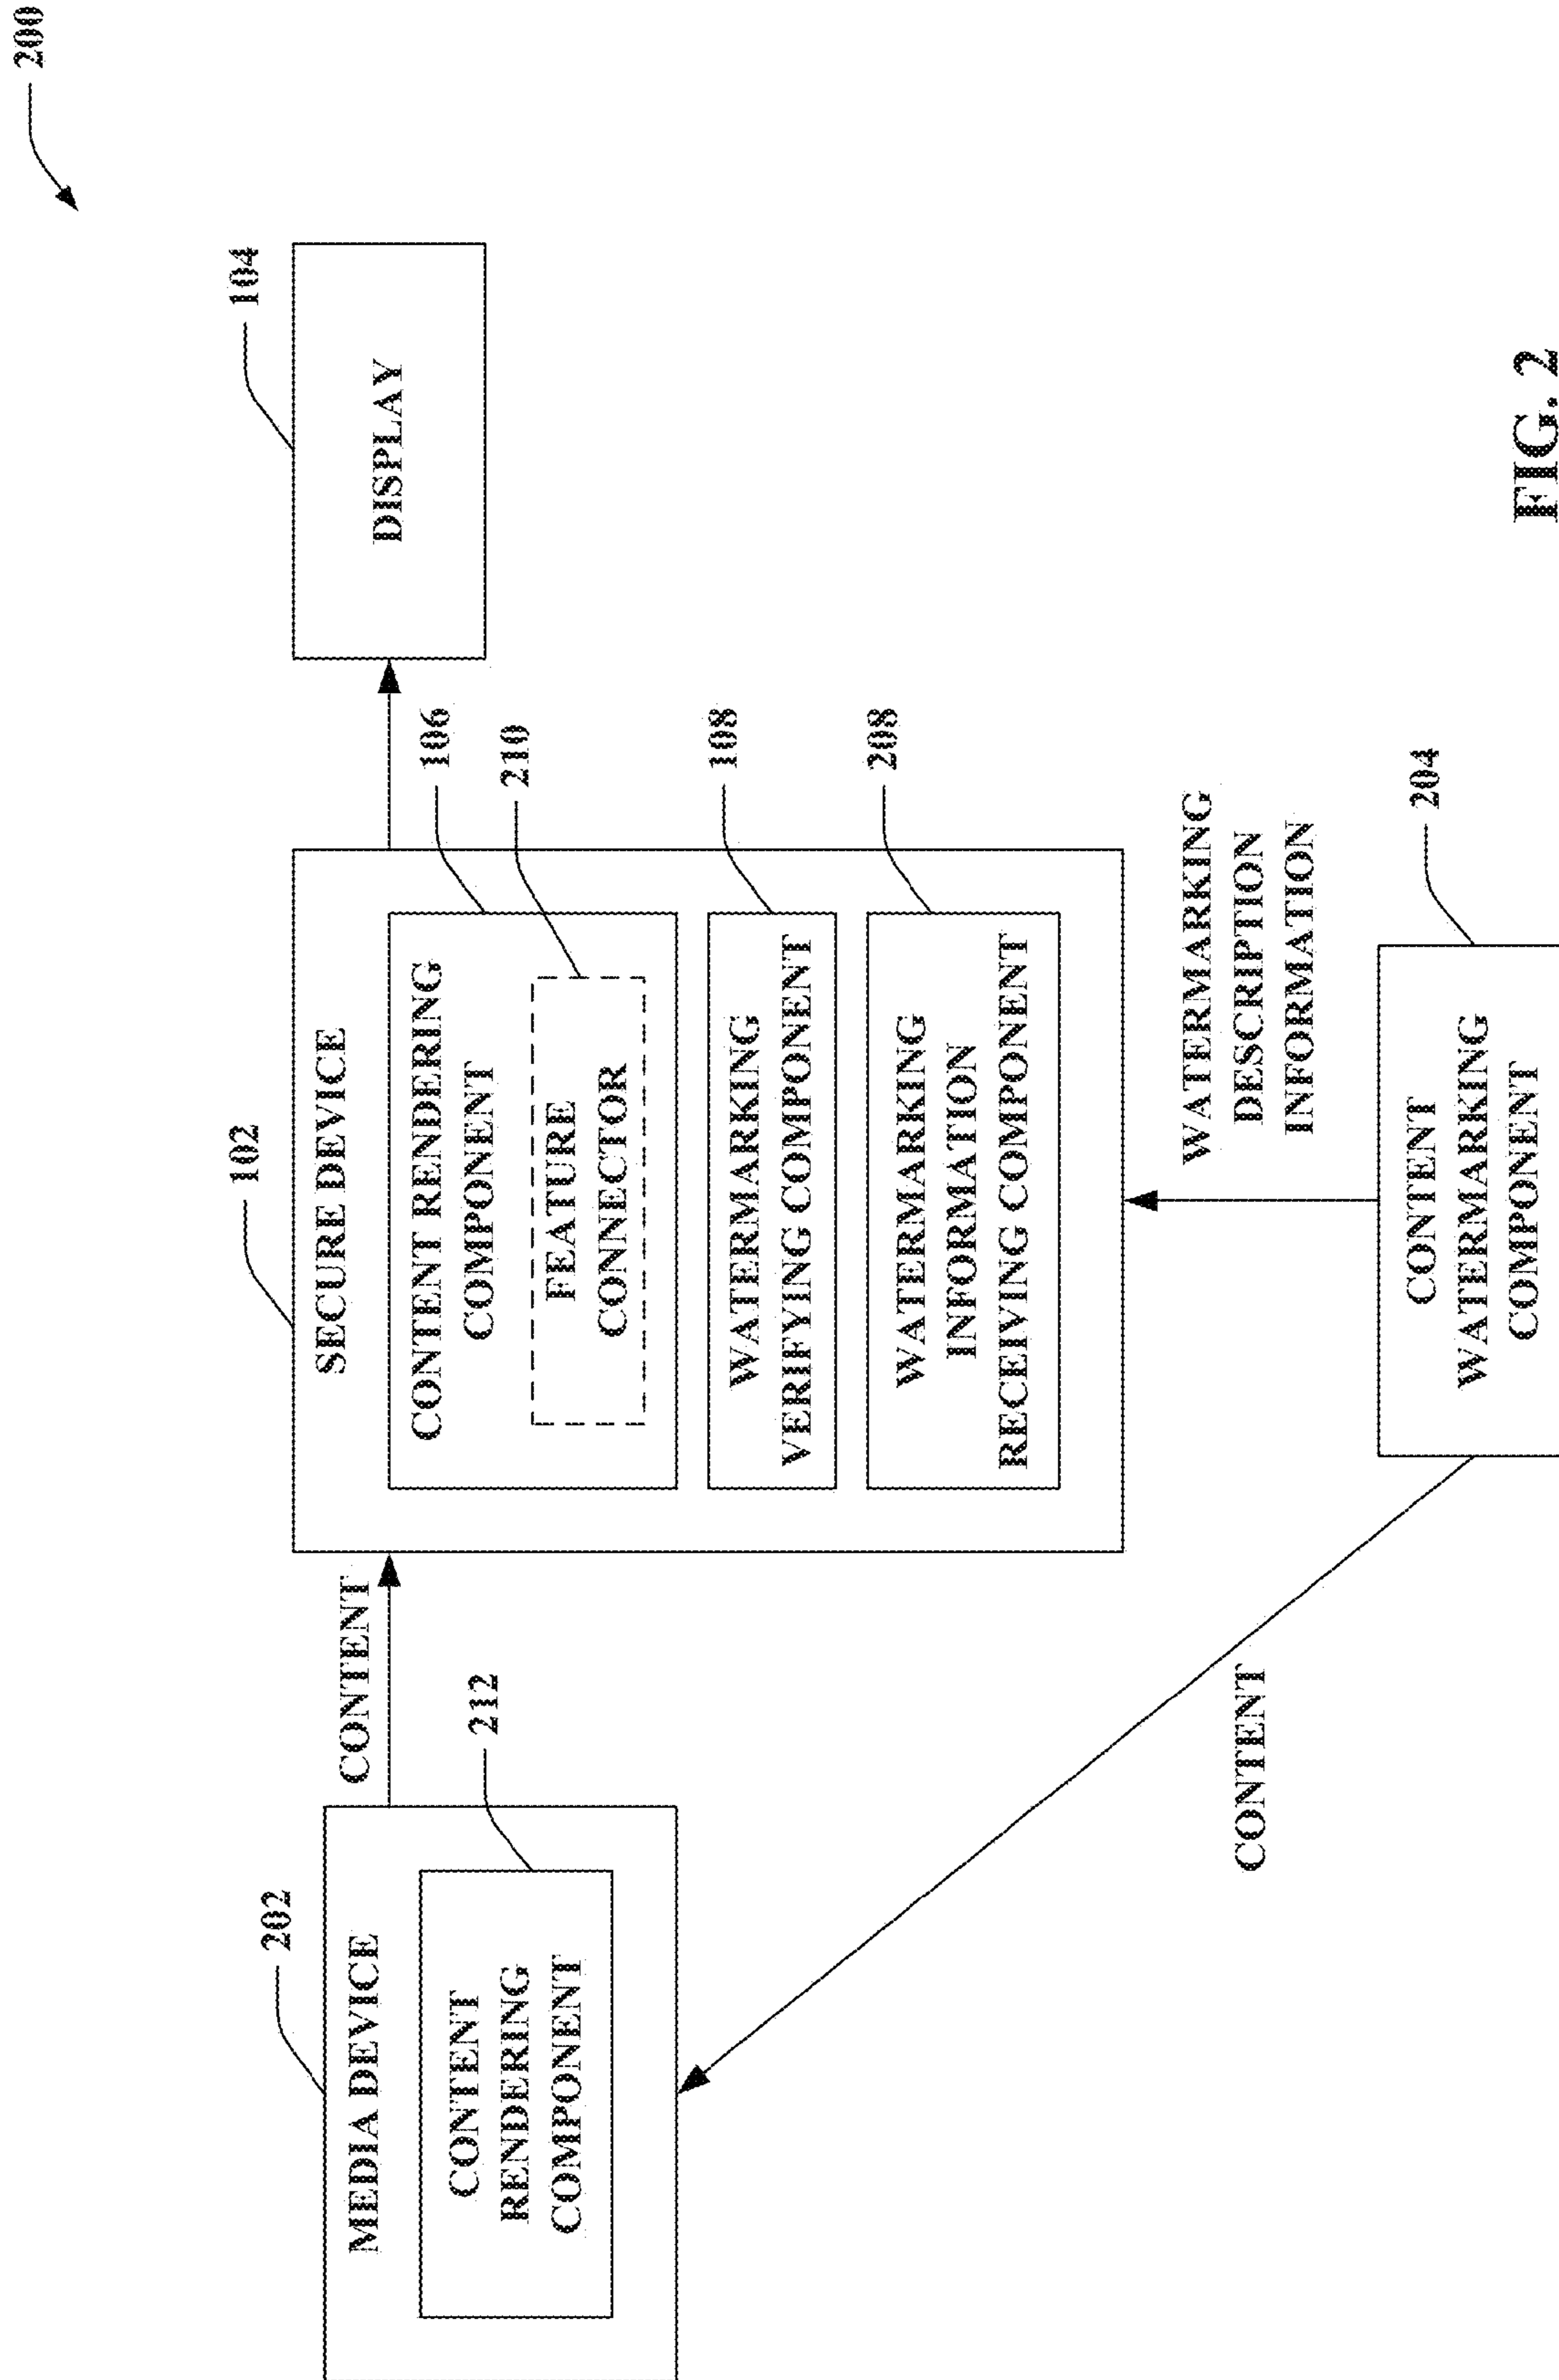 200
202
MEDIA DEVICE
212
CONTENT
RENDERING
COMPONENT
CONTENT
102
SECURE DEVICE
106
CONTENT RENDERING
COMPONENT
210
FEATURE
CONNECTOR
108
WATERMARKING
VERIFYING COMPONENT
208
WATERMARKING
INFORMATION
RECEIVING COMPONENT
104
DISPLAY
CONTENT
WATERMARKING
DESCRIPTION
INFORMATION
204
CONTENT
WATERMARKING
COMPONENT
FIG. 2